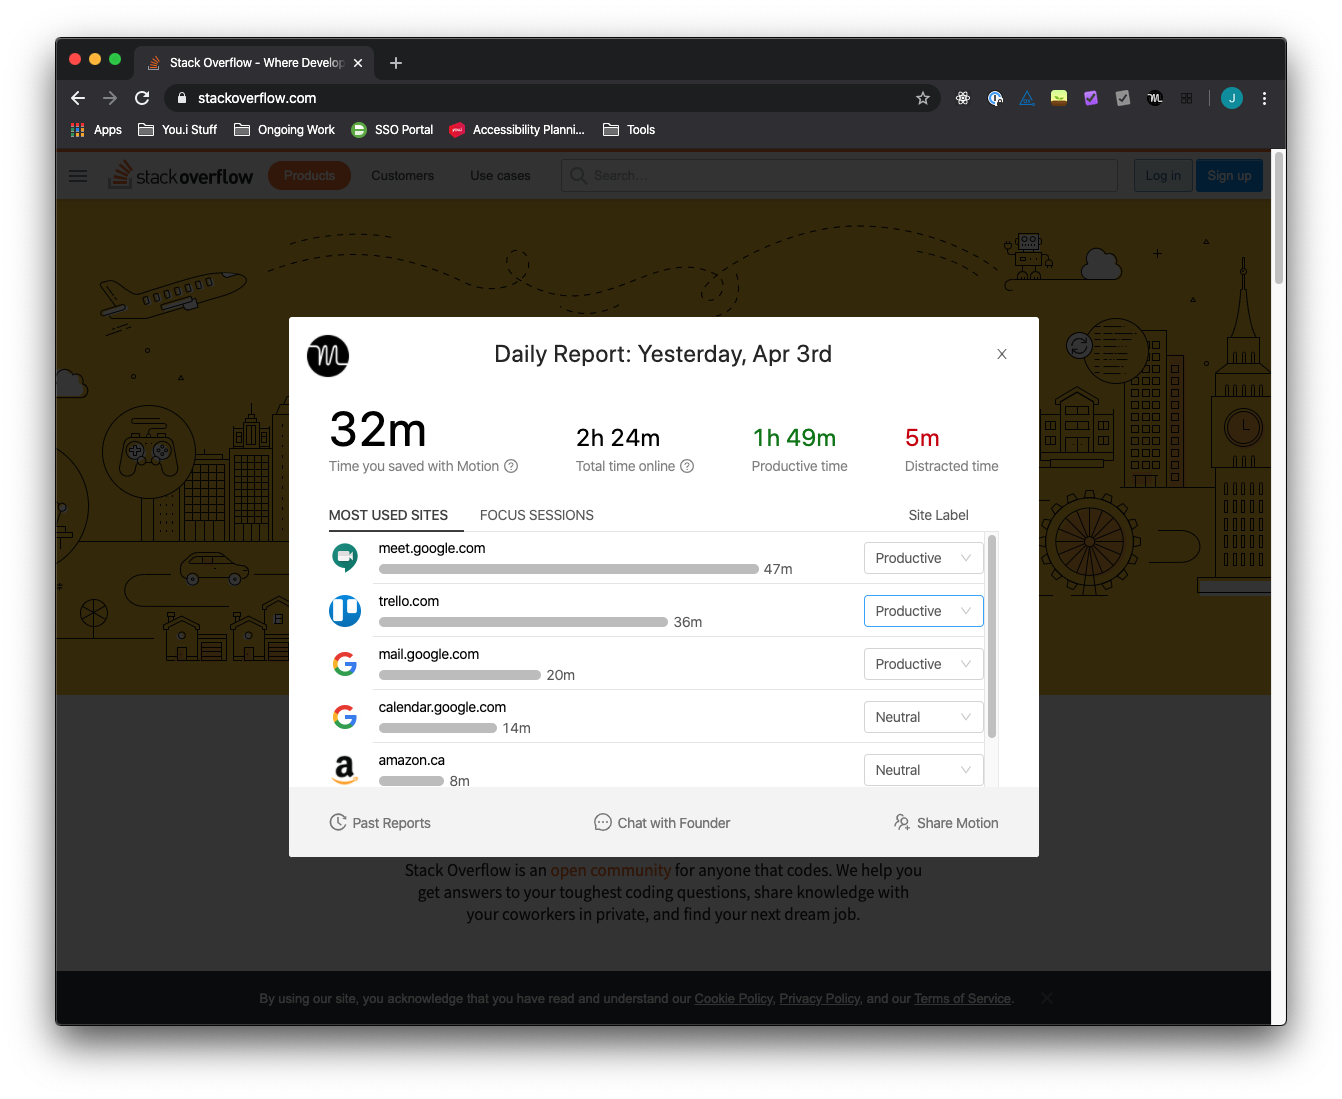 Stack Overflow - Where Develop
stackoverflow.com
J
Apps
You.i Stuff
Ongoing Work
SSO Portal
you.i
Accessibility Planni...
Tools
stackoverflow
Products
Customers
Use cases
Search...
Log in
Sign up
Daily Report: Yesterday, Apr 3rd
32m
Time you saved with Motion
2h 24m
Total time online
1h 49m
Productive time
5m
Distracted time
MOST USED SITES
FOCUS SESSIONS
Site Label
meet.google.com
47m
Productive
trello.com
36m
Productive
mail.google.com
20m
Productive
calendar.google.com
14m
Neutral
amazon.ca
8m
Neutral
Past Reports
Chat with Founder
Share Motion
Stack Overflow is an open community for anyone that codes. We help you
get answers to your toughest coding questions, share knowledge with
your coworkers in private, and find your next dream job.
By using our site, you acknowledge that you have read and understand our Cookie Policy, Privacy Policy, and our Terms of Service.